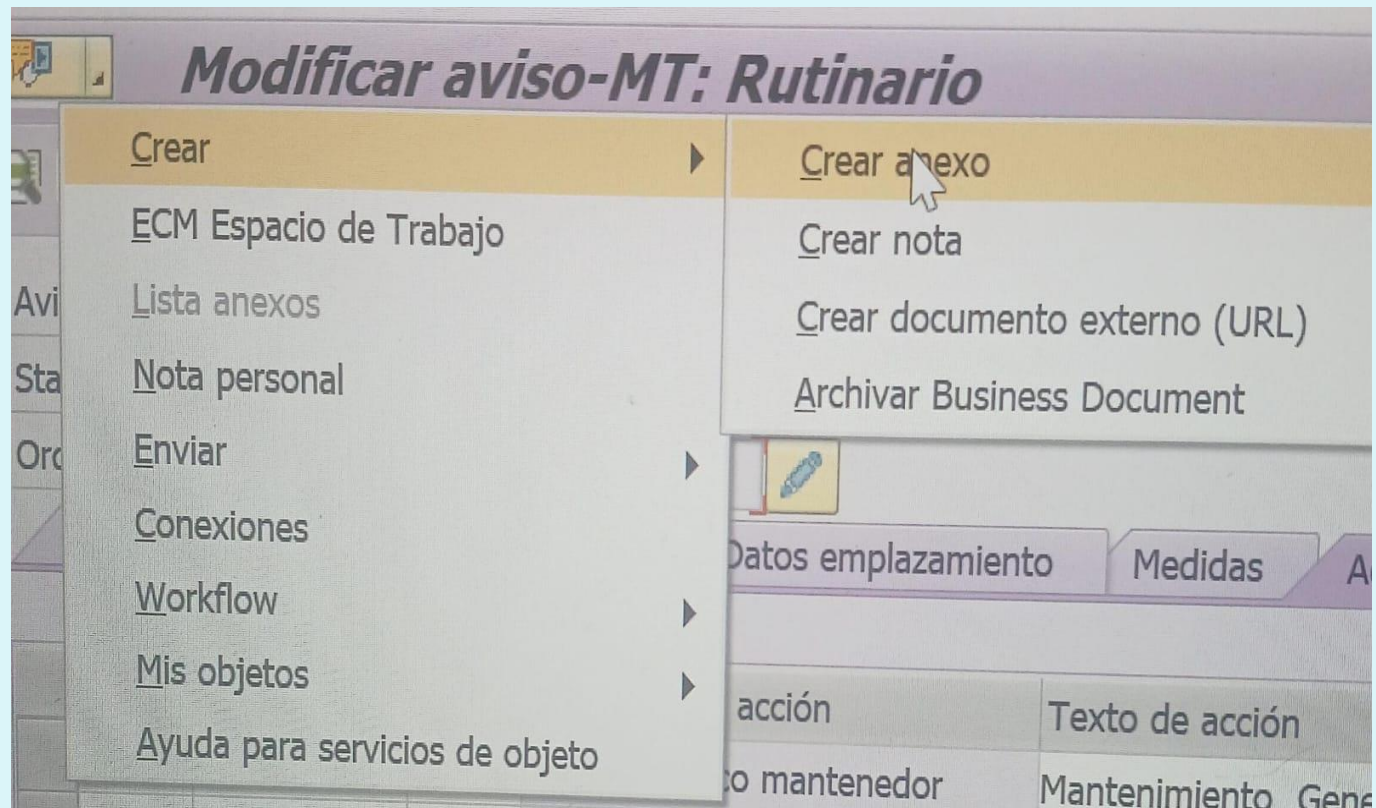 Modificar aviso-MT: Rutinario
Crear
ECM Espacio de Trabajo
Lista anexos
Nota personal
Enviar
Conexiones
Workflow
Mis objetos
Ayuda para servicios de objeto
Crear anexo
Crear nota
Crear documento externo (URL)
Archivar Business Document
Avi
Sta
Ord
Datos emplazamiento
Medidas
A
acción
Texto de acción
o mantenedor
Mantenimiento Gene